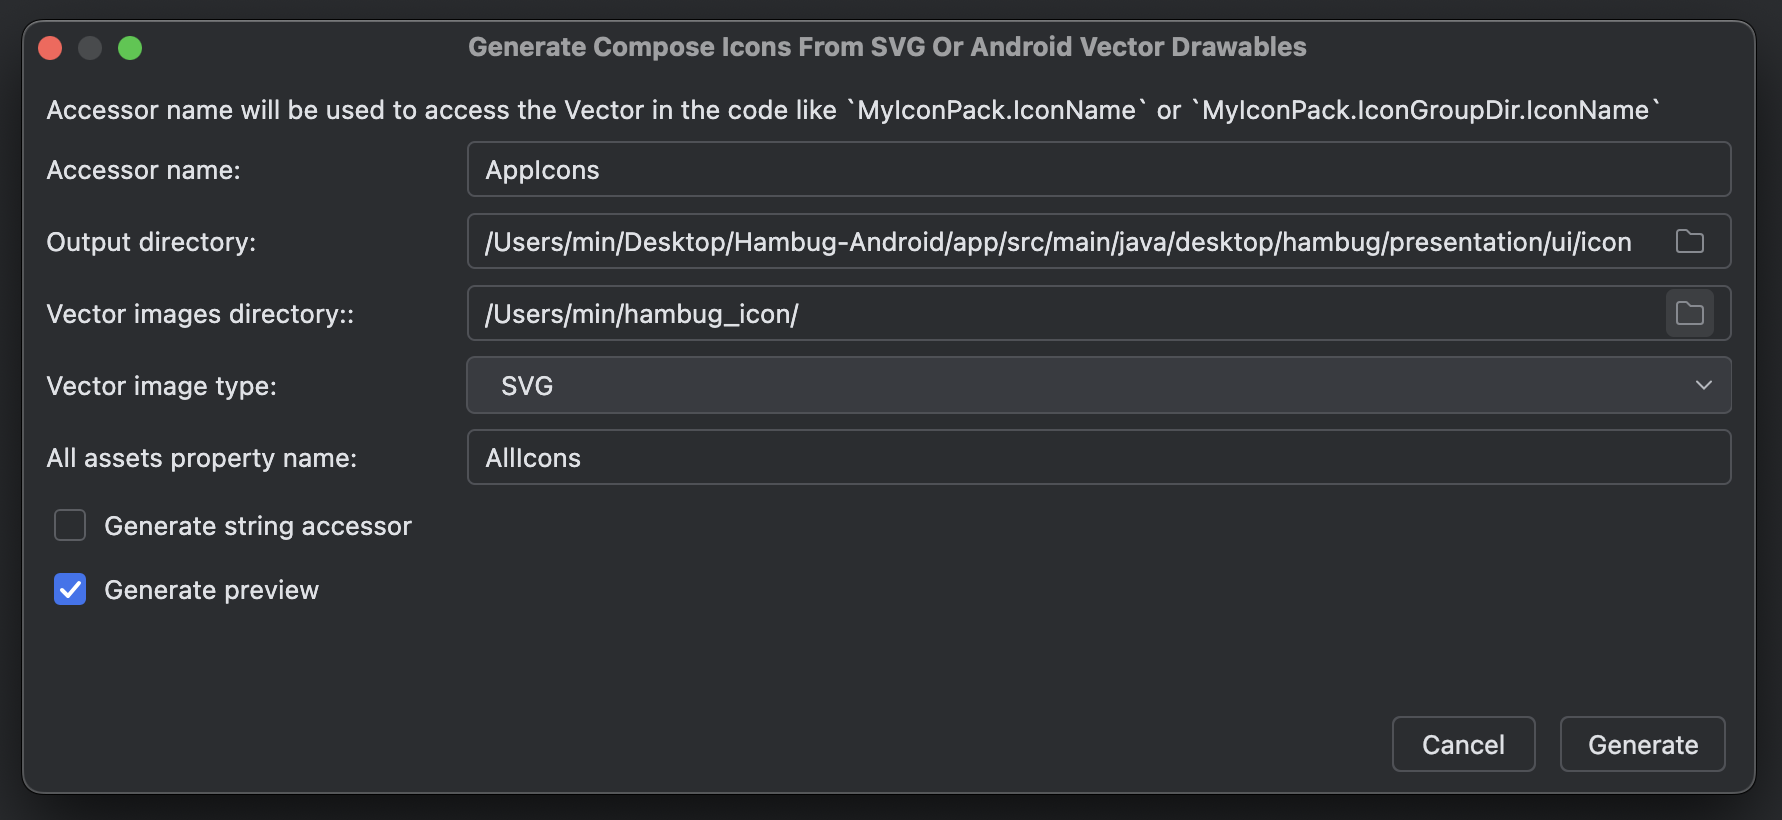 Generate Compose Icons From SVG Or Android Vector Drawables
Accessor name will be used to access the Vector in the code like `MyIconPack.IconName` or `MyIconPack.IconGroupDir.IconName`
Accessor name: AppIcons
Output directory: /Users/min/Desktop/Hambug-Android/app/src/main/java/desktop/hambug/presentation/ui/icon
Vector images directory:: /Users/min/hambug_icon/
Vector image type: SVG
All assets property name: AllIcons
Generate string accessor
Generate preview
Cancel Generate